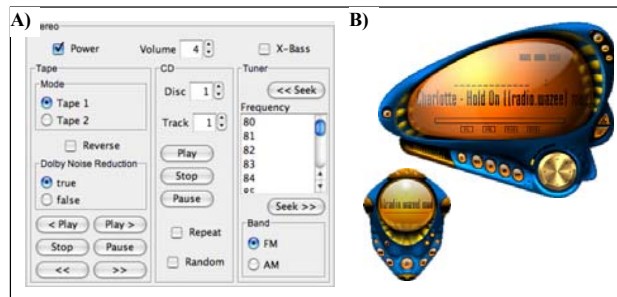 A)
B)
ereo
Power
Volume 4
X-Bass
Tape
Mode
Tape 1
Tape 2
Reverse
Dolby Noise Reduction
true
false
< Play
Play >
Stop
Pause
<<
>>
CD
Disc 1
Track 1
Play
Stop
Pause
Repeat
Random
Tuner
<< Seek
Frequency
80
81
82
83
84
85
Seek >>
Band
FM
AM
Charlotte - Hold On ((radio.wazee)